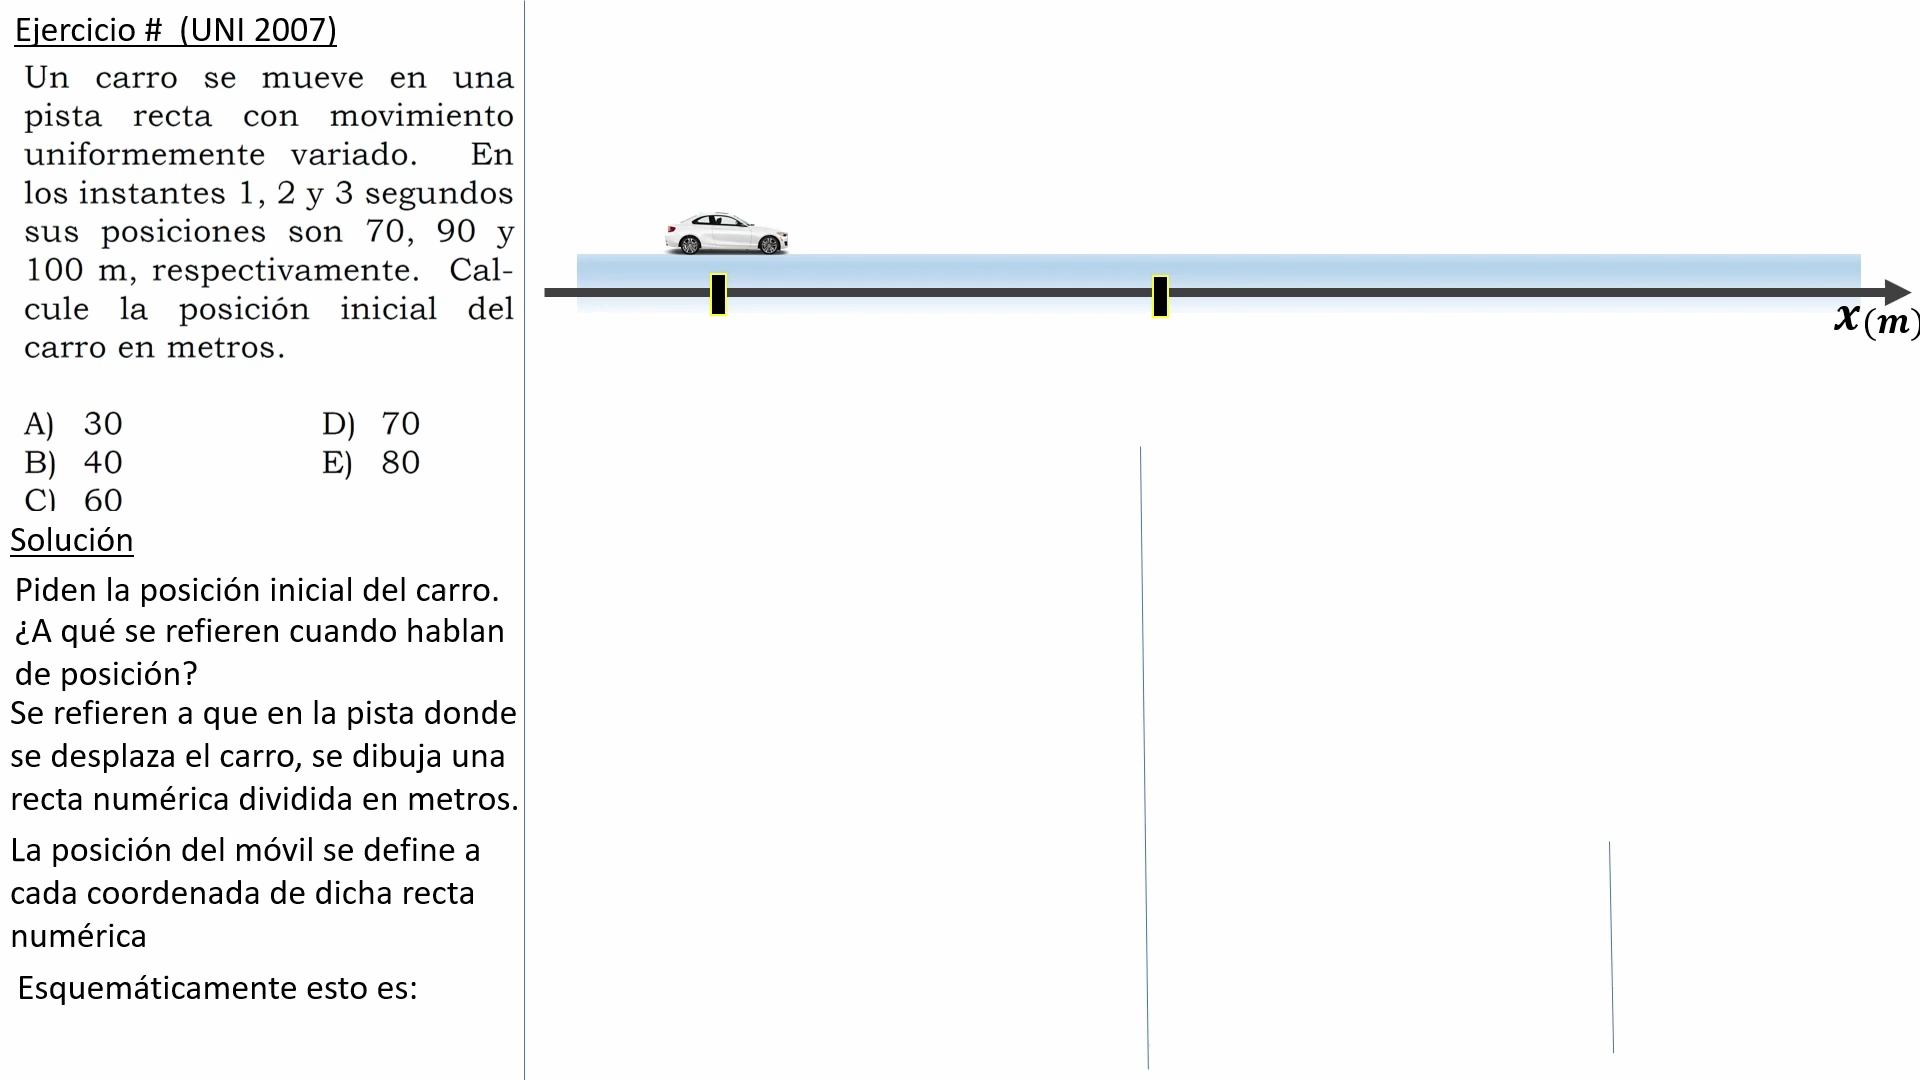 Ejercicio # (UNI 2007)
Un carro se mueve en una
pista recta con movimiento
uniformemente variado. En
los instantes 1, 2 y 3 segundos
sus posiciones son 70, 90 y
100 m, respectivamente. Cal-
cule la posición inicial del
carro en metros.
A) 30
B) 40
C) 60
D) 70
E) 80
Solución
Piden la posición inicial del carro.
¿A qué se refieren cuando hablan
de posición?
Se refieren a que en la pista donde
se desplaza el carro, se dibuja una
recta numérica dividida en metros.
La posición del móvil se define a
cada coordenada de dicha recta
numérica
Esquemáticamente esto es:
x(m)